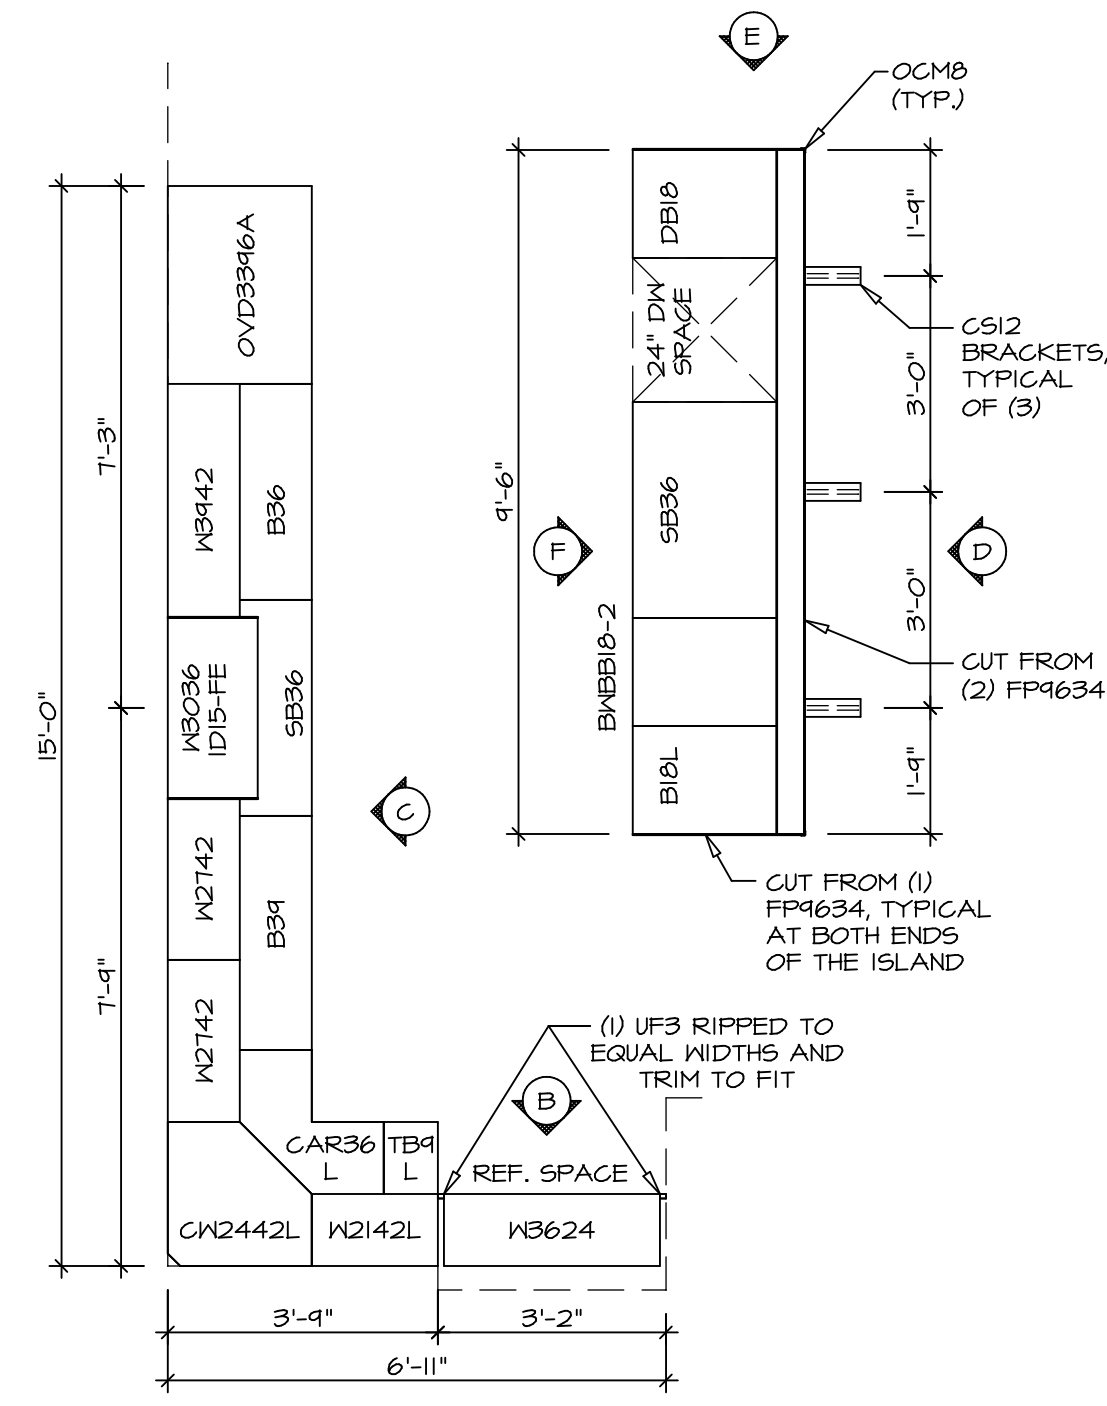 E
OCM8
(TYP.)
OVD3396A
DB18
1'-9"
24" DW
SPACE
CS12
BRACKETS,
TYPICAL
OF (3)
3'-0"
7'-3"
W3942
B36
9'-6"
SB36
F
D
3'-0"
BWBB18-2
CUT FROM
(2) FP9634
15'-0"
W3036
1D15-FE
SB36
B18L
1'-9"
C
W2742
B39
CUT FROM (1)
FP9634, TYPICAL
AT BOTH ENDS
OF THE ISLAND
7'-9"
W2742
(1) UF3 RIPPED TO
EQUAL WIDTHS AND
TRIM TO FIT
B
CAR36
L
TB9
L
REF. SPACE
CW2442L
W2142L
W3624
3'-9"
3'-2"
6'-11"